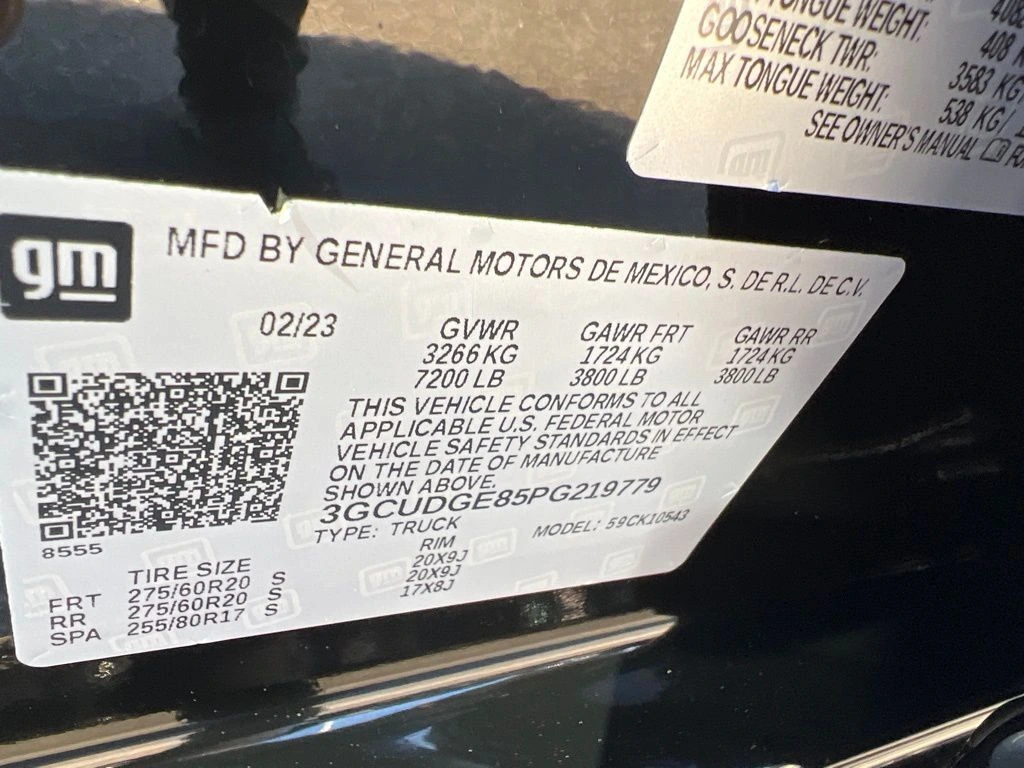 TONGUE WEIGHT: 408
GOOSENECK TWR: 3583 KG
MAX TONGUE WEIGHT: 538 KG/
SEE OWNER'S MANUAL
gm
MFD BY GENERAL MOTORS DE MEXICO, S. DE R.L. DE C.V.
02/23 GVWR GAWR FRT GAWR RR
3266 KG 1724 KG 1724 KG
7200 LB 3800 LB 3800 LB
THIS VEHICLE CONFORMS TO ALL
APPLICABLE U.S. FEDERAL MOTOR
VEHICLE SAFETY STANDARDS IN EFFECT
ON THE DATE OF MANUFACTURE
SHOWN ABOVE.
3GCUDGE85PG219779
TYPE: TRUCK MODEL: 59CK10543
8555
TIRE SIZE RIM
FRT 275/60R20 S 20X9J
RR 275/60R20 S 20X9J
SPA 255/80R17 S 17X8J